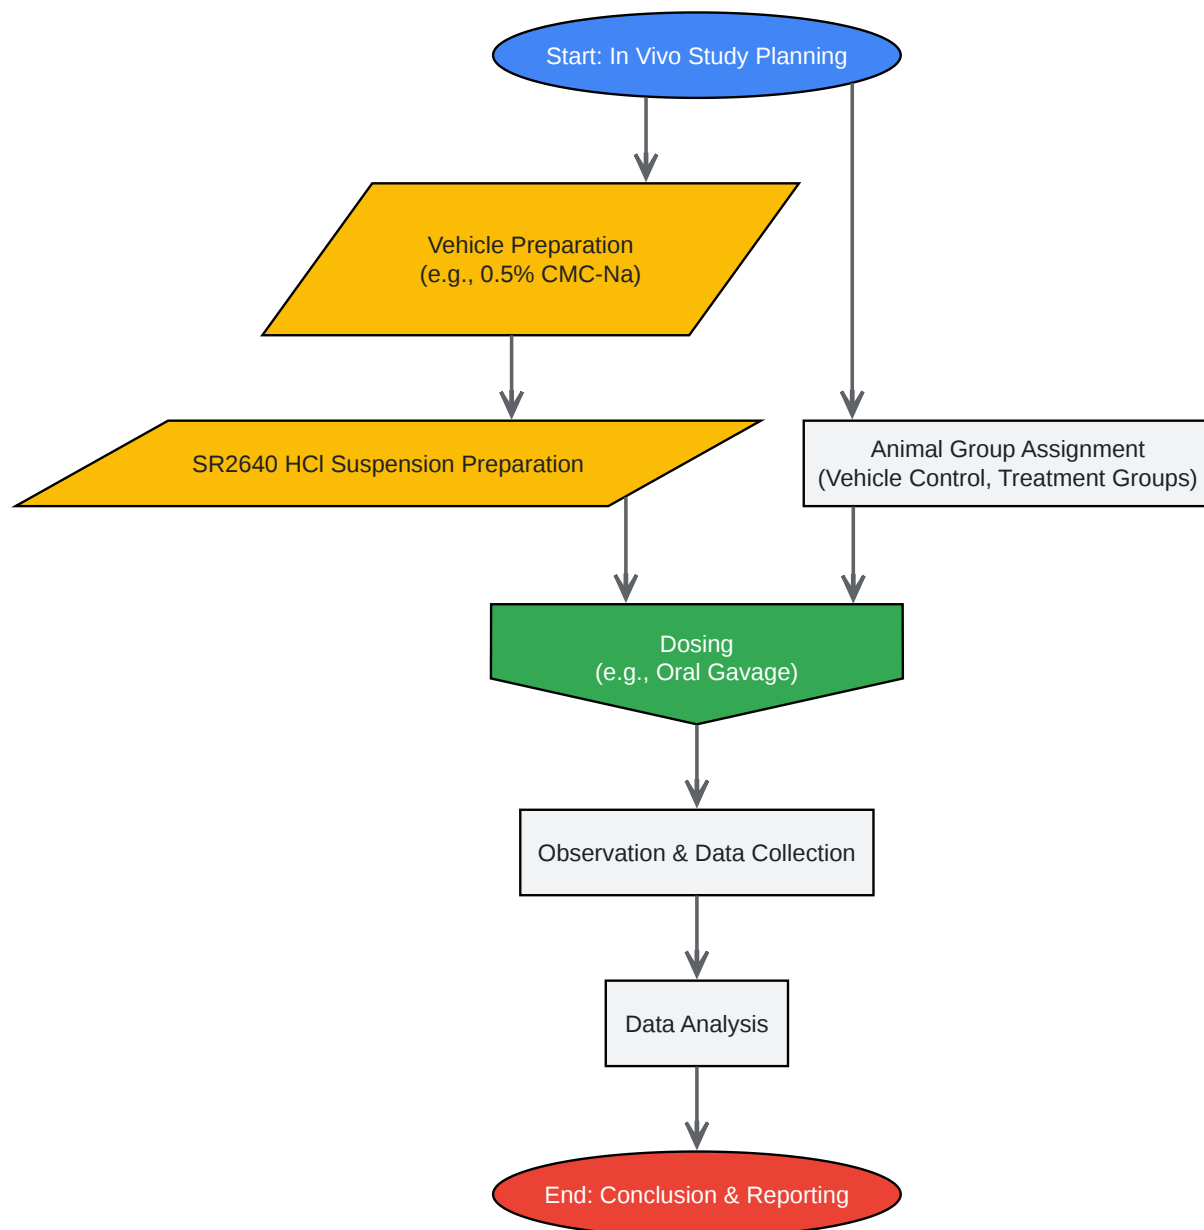 Start: In Vivo Study Planning
Vehicle Preparation
(e.g., 0.5% CMC-Na)
SR2640 HCl Suspension Preparation
Animal Group Assignment
(Vehicle Control, Treatment Groups)
Dosing
(e.g., Oral Gavage)
Observation & Data Collection
Data Analysis
End: Conclusion & Reporting